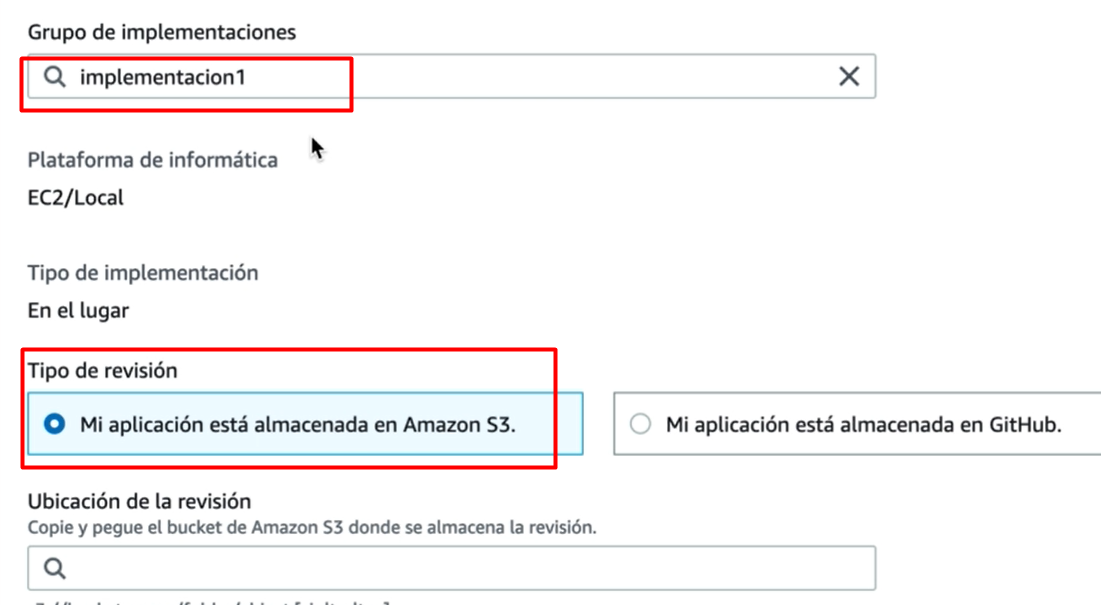 Grupo de implementaciones
implementacion1
Plataforma de informática
EC2/Local
Tipo de implementación
En el lugar
Tipo de revisión
Mi aplicación está almacenada en Amazon S3.
Mi aplicación está almacenada en GitHub.
Ubicación de la revisión
Copie y pegue el bucket de Amazon S3 donde se almacena la revisión.